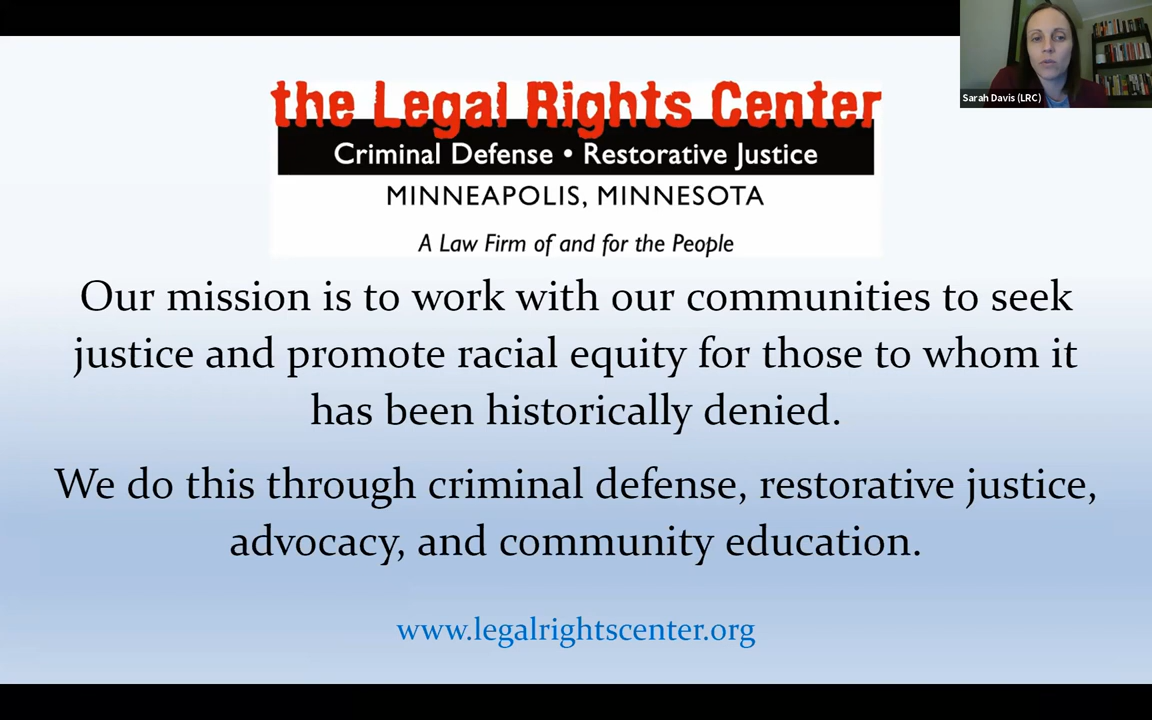 the Legal Rights Center
Criminal Defense • Restorative Justice
MINNEAPOLIS, MINNESOTA
A Law Firm of and for the People
Our mission is to work with our communities to seek
justice and promote racial equity for those to whom it
has been historically denied.
We do this through criminal defense, restorative justice,
advocacy, and community education.
www.legalrightscenter.org
Sarah Davis (LRC)